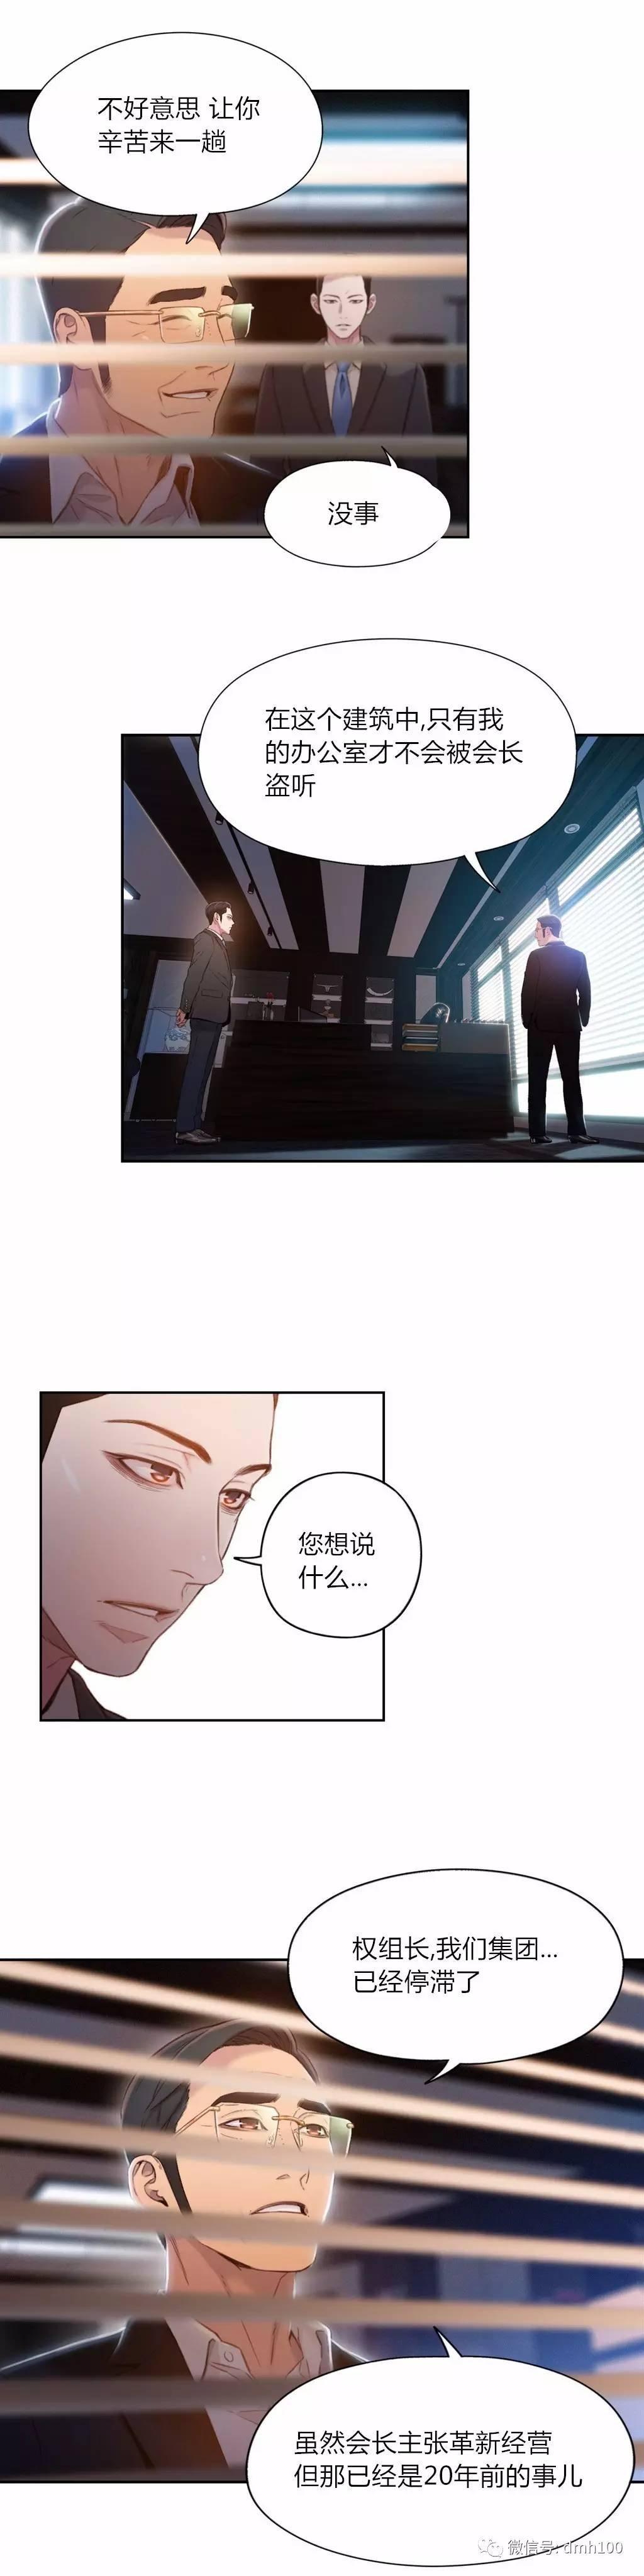 不好意思 让你
辛苦来一趟
没事
在这个建筑中,只有我
的办公室才不会被会长
盗听
您想说
什么...
权组长,我们集团...
已经停滞了
虽然会长主张革新经营
但那已经是20年前的事儿
微信号: dmh100